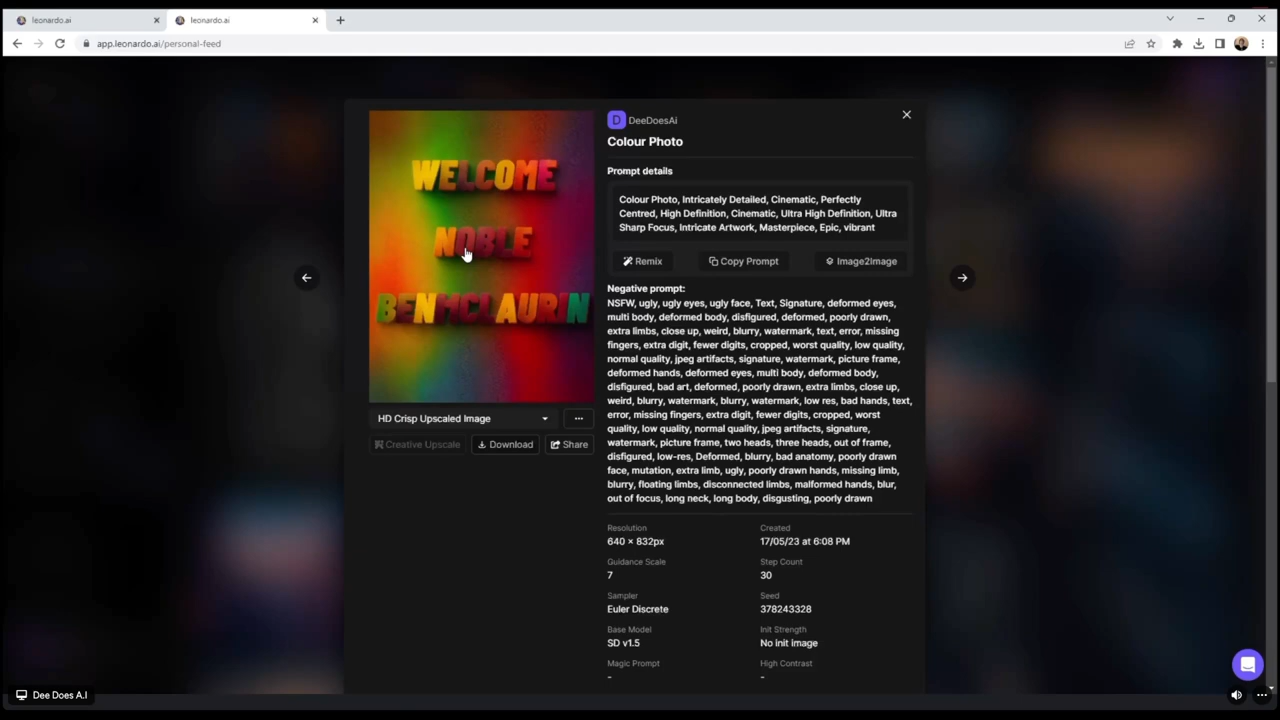 leonardo.ai
leonardo.ai
app.leonardo.ai/personal-feed
WELCOME
NOBLE
BENMCLAURIN
HD Crisp Upscaled Image
Creative Upscale
Download
Share
D DeeDoesAi
Colour Photo
Prompt details
Colour Photo, Intricately Detailed, Cinematic, Perfectly
Centred, High Definition, Cinematic, Ultra High Definition, Ultra
Sharp Focus, Intricate Artwork, Masterpiece, Epic, vibrant
Remix
Copy Prompt
Image2Image
Negative prompt:
NSFW, ugly, ugly eyes, ugly face, Text, Signature, deformed eyes,
multi body, deformed body, disfigured, deformed, poorly drawn,
extra limbs, close up, weird, blurry, watermark, text, error, missing
fingers, extra digit, fewer digits, cropped, worst quality, low quality,
normal quality, jpeg artifacts, signature, watermark, picture frame,
deformed hands, deformed eyes, multi body, deformed body,
disfigured, bad art, deformed, poorly drawn, extra limbs, close up,
weird, blurry, watermark, blurry, watermark, low res, bad hands, text,
error, missing fingers, extra digit, fewer digits, cropped, worst
quality, low quality, normal quality, jpeg artifacts, signature,
watermark, picture frame, two heads, three heads, out of frame,
disfigured, low-res, Deformed, blurry, bad anatomy, poorly drawn
face, mutation, extra limb, ugly, poorly drawn hands, missing limb,
blurry, floating limbs, disconnected limbs, malformed hands, blur,
out of focus, long neck, long body, disgusting, poorly drawn
Resolution
640 × 832px
Created
17/05/23 at 6:08 PM
Guidance Scale
7
Step Count
30
Sampler
Euler Discrete
Seed
378243328
Base Model
SD v1.5
Init Strength
No init image
Magic Prompt
-
High Contrast
-
Dee Does A.I